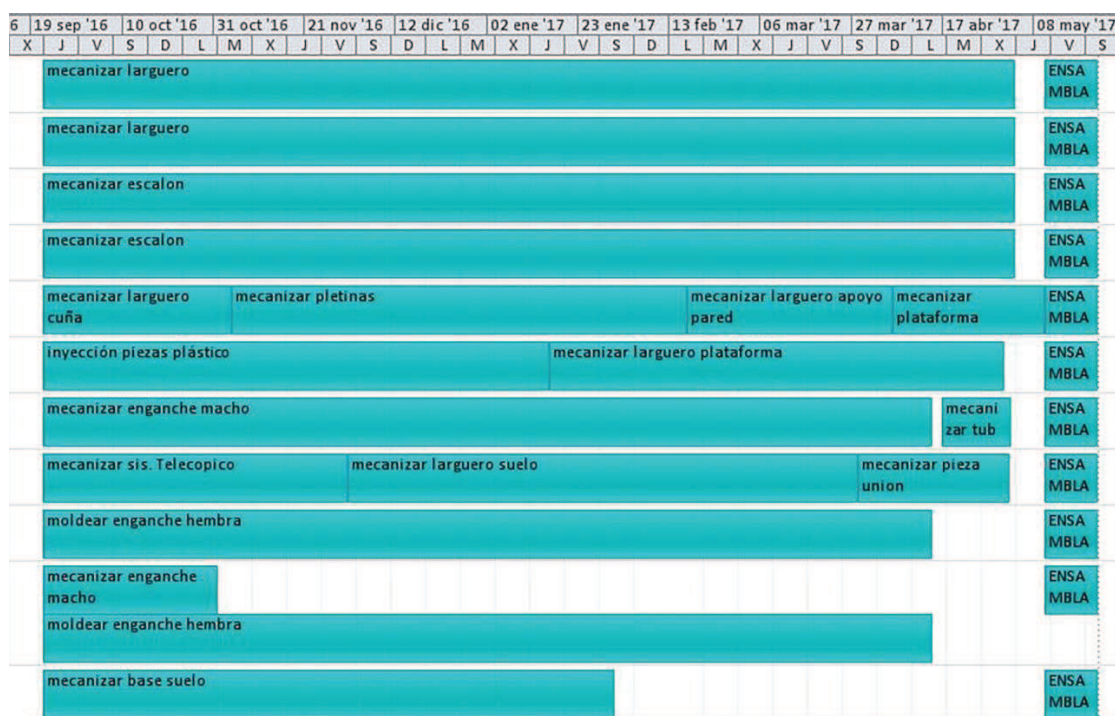 6 19 sep '16 10 oct '16 31 oct '16 21 nov '16 12 dic '16 02 ene '17 23 ene '17 13 feb '17 06 mar '17 27 mar '17 17 abr '17 08 may '17
X J V S D L M X J V S D L M X J V S D L M X J V S D L M X J V S D L M X J V S
mecanizar larguero ENSA
MBLA
mecanizar larguero ENSA
MBLA
mecanizar escalon ENSA
MBLA
mecanizar escalon ENSA
MBLA
mecanizar larguero mecanizar pletinas mecanizar larguero apoyo mecanizar ENSA
cuña pared plataforma MBLA
inyección piezas plástico mecanizar larguero plataforma ENSA
MBLA
mecanizar enganche macho mecani ENSA
zar tub MBLA
mecanizar sis. Telecopico mecanizar larguero suelo mecanizar pieza ENSA
union MBLA
moldear enganche hembra ENSA
MBLA
mecanizar enganche ENSA
macho MBLA
moldear enganche hembra
mecanizar base suelo ENSA
MBLA